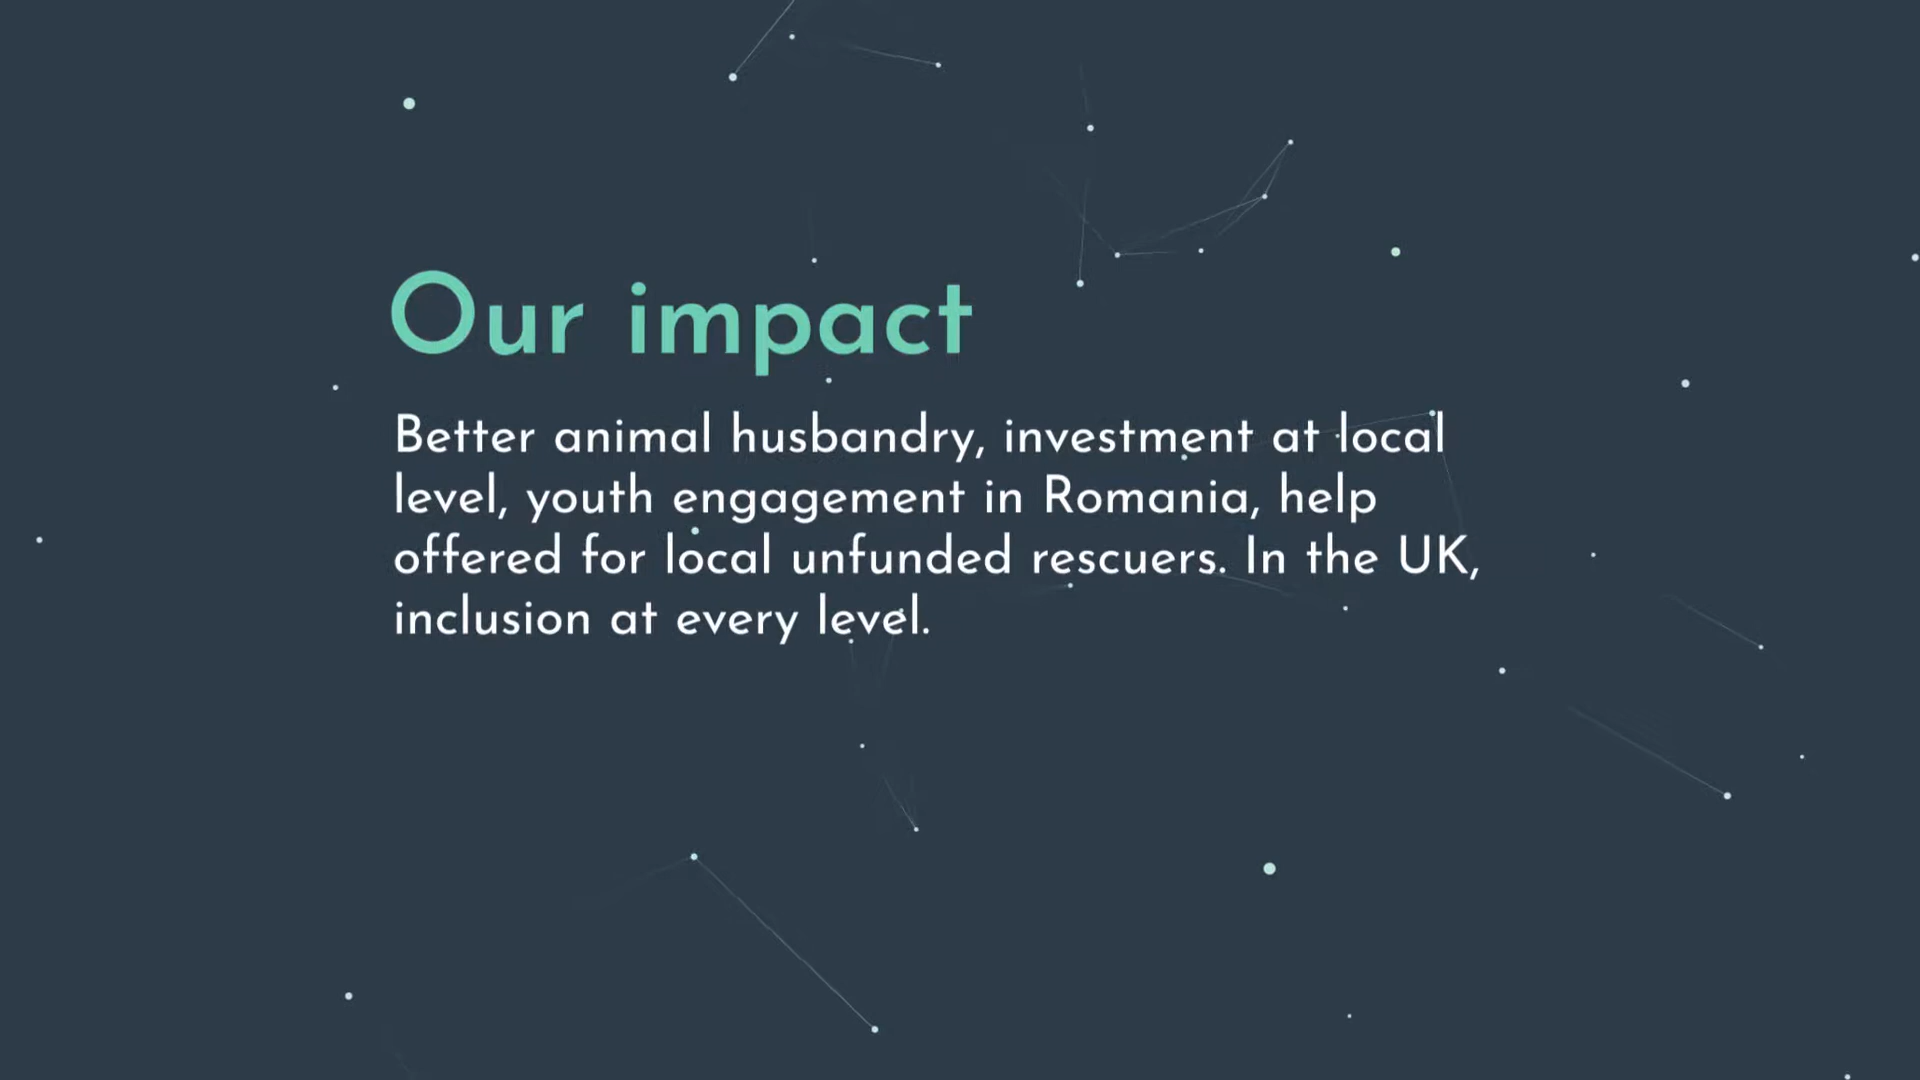 Our impact
Better animal husbandry, investment at local
level, youth engagement in Romania, help
offered for local unfunded rescuers. In the UK,
inclusion at every level.